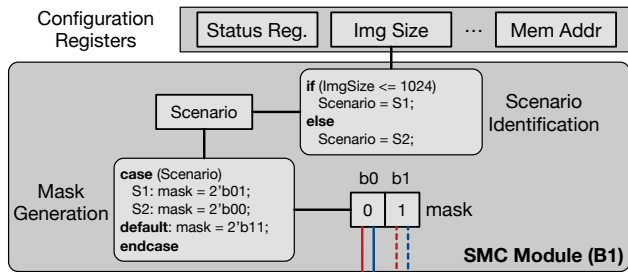 Configuration
Registers
Status Reg.
Img Size
...
Mem Addr
if (ImgSize <= 1024)
Scenario = S1;
else
Scenario = S2;
Scenario
Identification
Scenario
Mask
Generation
case (Scenario)
S1: mask = 2'b01;
S2: mask = 2'b00;
default: mask = 2'b11;
endcase
b0 b1
0 1
mask
SMC Module (B1)